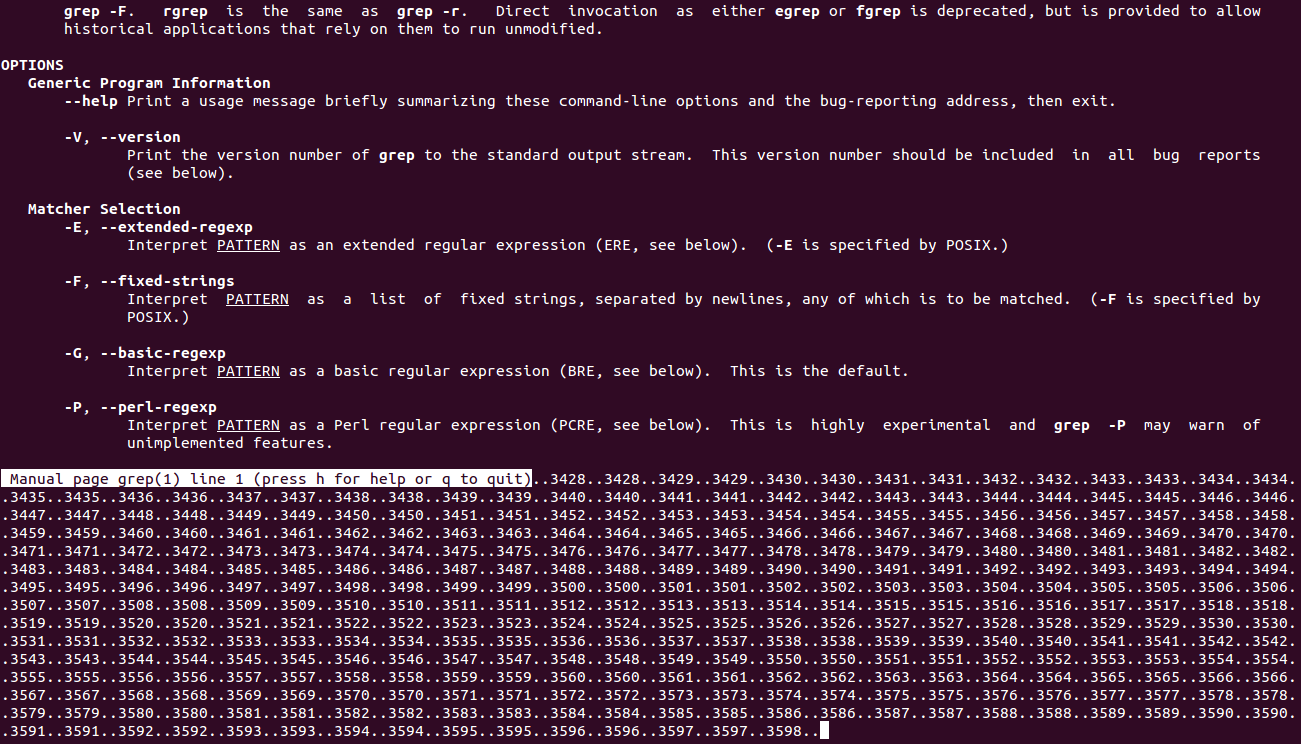 grep -F.   rgrep  is  the  same  as  grep -r.   Direct  invocation  as  either egrep or fgrep is deprecated, but is provided to allow
historical applications that rely on them to run unmodified.
OPTIONS
Generic Program Information
--help Print a usage message briefly summarizing these command-line options and the bug-reporting address, then exit.
-V, --version
Print the version number of grep to the standard output stream.  This version number should be included  in  all  bug  reports
(see below).
Matcher Selection
-E, --extended-regexp
Interpret PATTERN as an extended regular expression (ERE, see below).  (-E is specified by POSIX.)
-F, --fixed-strings
Interpret  PATTERN  as  a  list  of  fixed strings, separated by newlines, any of which is to be matched.  (-F is specified by
POSIX.)
-G, --basic-regexp
Interpret PATTERN as a basic regular expression (BRE, see below).  This is the default.
-P, --perl-regexp
Interpret PATTERN as a Perl regular expression (PCRE, see below).  This is  highly  experimental  and  grep  -P  may  warn  of
unimplemented features.
Manual page grep(1) line 1 (press h for help or q to quit)..3428..3428..3429..3429..3430..3430..3431..3431..3432..3432..3433..3433..3434..3434.
.3435..3435..3436..3436..3437..3437..3438..3438..3439..3439..3440..3440..3441..3441..3442..3442..3443..3443..3444..3444..3445..3445..3446..3446.
.3447..3447..3448..3448..3449..3449..3450..3450..3451..3451..3452..3452..3453..3453..3454..3454..3455..3455..3456..3456..3457..3457..3458..3458.
.3459..3459..3460..3460..3461..3461..3462..3462..3463..3463..3464..3464..3465..3465..3466..3466..3467..3467..3468..3468..3469..3469..3470..3470.
.3471..3471..3472..3472..3473..3473..3474..3474..3475..3475..3476..3476..3477..3477..3478..3478..3479..3479..3480..3480..3481..3481..3482..3482.
.3483..3483..3484..3484..3485..3485..3486..3486..3487..3487..3488..3488..3489..3489..3490..3490..3491..3491..3492..3492..3493..3493..3494..3494.
.3495..3495..3496..3496..3497..3497..3498..3498..3499..3499..3500..3500..3501..3501..3502..3502..3503..3503..3504..3504..3505..3505..3506..3506.
.3507..3507..3508..3508..3509..3509..3510..3510..3511..3511..3512..3512..3513..3513..3514..3514..3515..3515..3516..3516..3517..3517..3518..3518.
.3519..3519..3520..3520..3521..3521..3522..3522..3523..3523..3524..3524..3525..3525..3526..3526..3527..3527..3528..3528..3529..3529..3530..3530.
.3531..3531..3532..3532..3533..3533..3534..3534..3535..3535..3536..3536..3537..3537..3538..3538..3539..3539..3540..3540..3541..3541..3542..3542.
.3543..3543..3544..3544..3545..3545..3546..3546..3547..3547..3548..3548..3549..3549..3550..3550..3551..3551..3552..3552..3553..3553..3554..3554.
.3555..3555..3556..3556..3557..3557..3558..3558..3559..3559..3560..3560..3561..3561..3562..3562..3563..3563..3564..3564..3565..3565..3566..3566.
.3567..3567..3568..3568..3569..3569..3570..3570..3571..3571..3572..3572..3573..3573..3574..3574..3575..3575..3576..3576..3577..3577..3578..3578.
.3579..3579..3580..3580..3581..3581..3582..3582..3583..3583..3584..3584..3585..3585..3586..3586..3587..3587..3588..3588..3589..3589..3590..3590.
.3591..3591..3592..3592..3593..3593..3594..3594..3595..3595..3596..3596..3597..3597..3598..